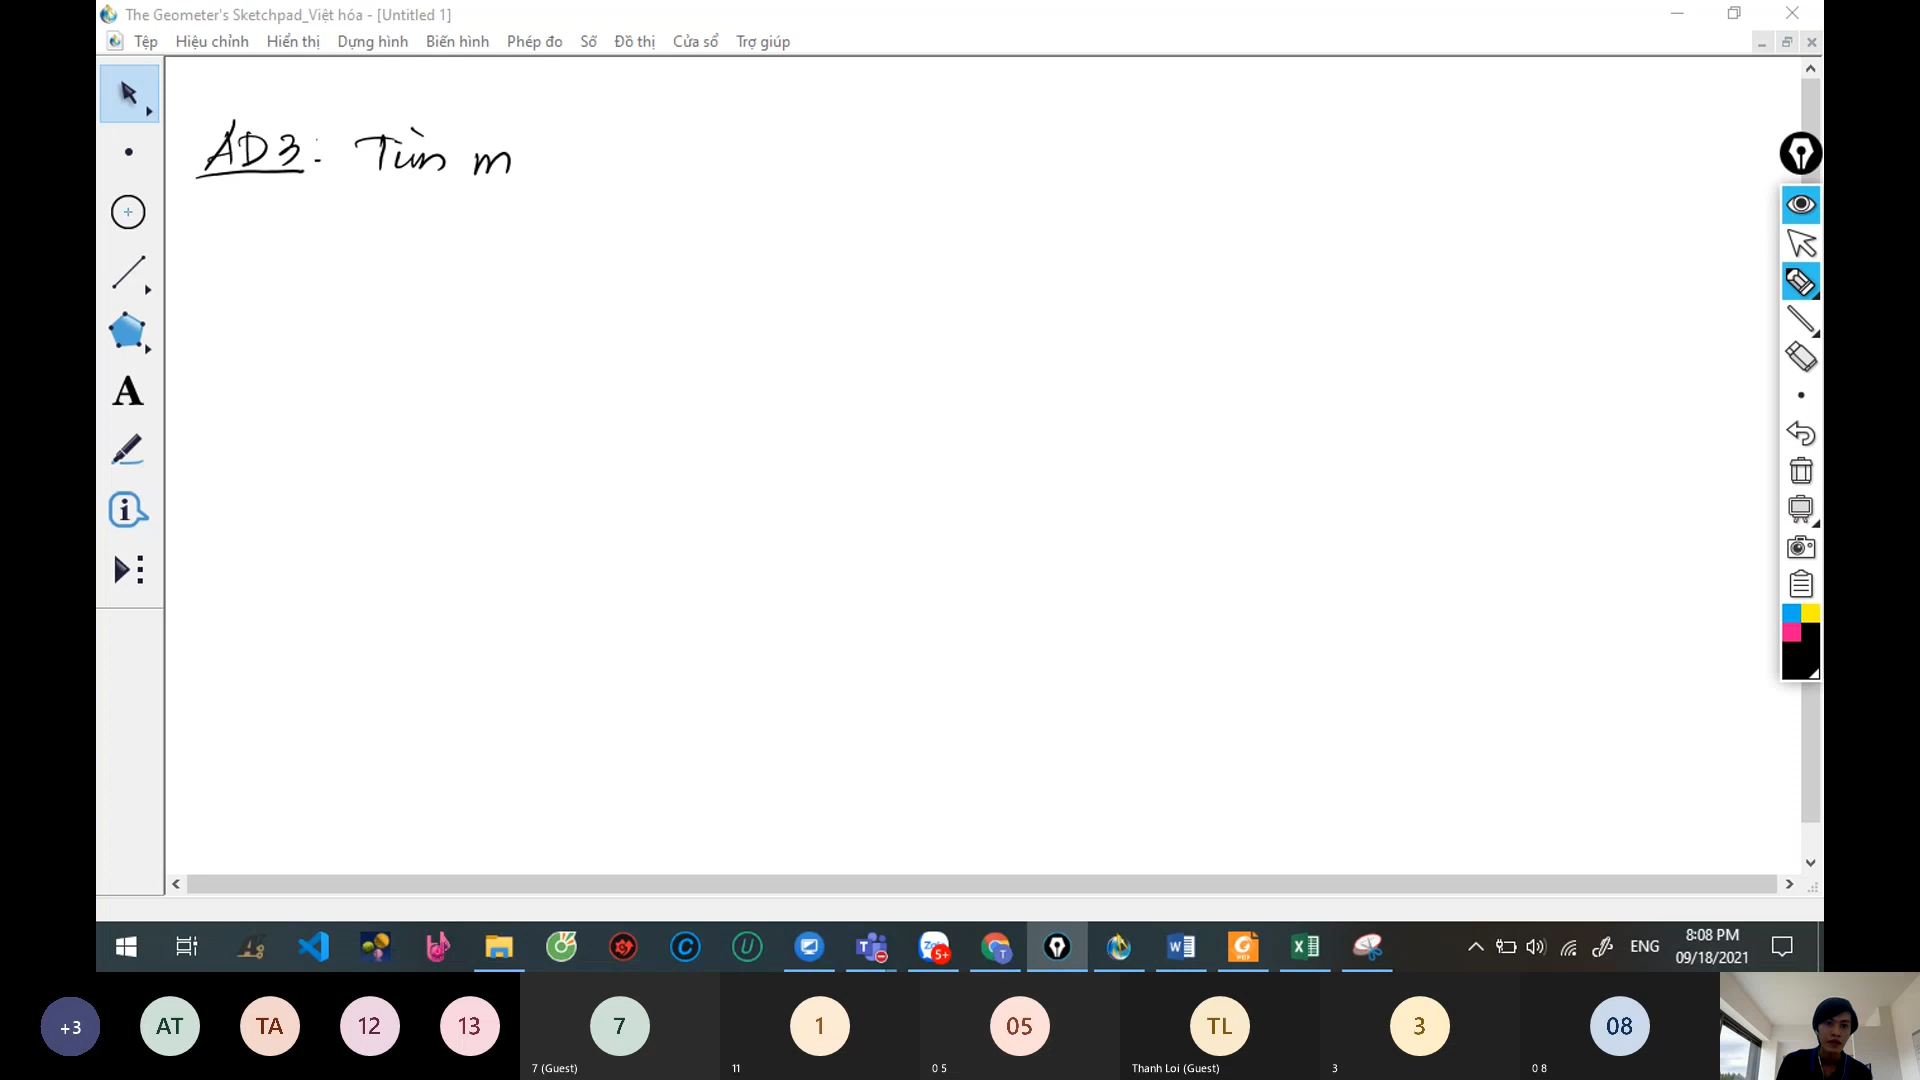 The Geometer's Sketchpad_Việt hóa - [Untitled 1]
Tệp Hiệu chỉnh Hiển thị Dựng hình Biến hình Phép đo Số Đồ thị Cửa sổ Trợ giúp
AD3: Tìm m
A
ENG
8:08 PM
09/18/2021
+3 AT TA 12 13 7 1 05 TL 3 08
7 (Guest) 11 0 5 Thanh Loi (Guest) 3 0 8